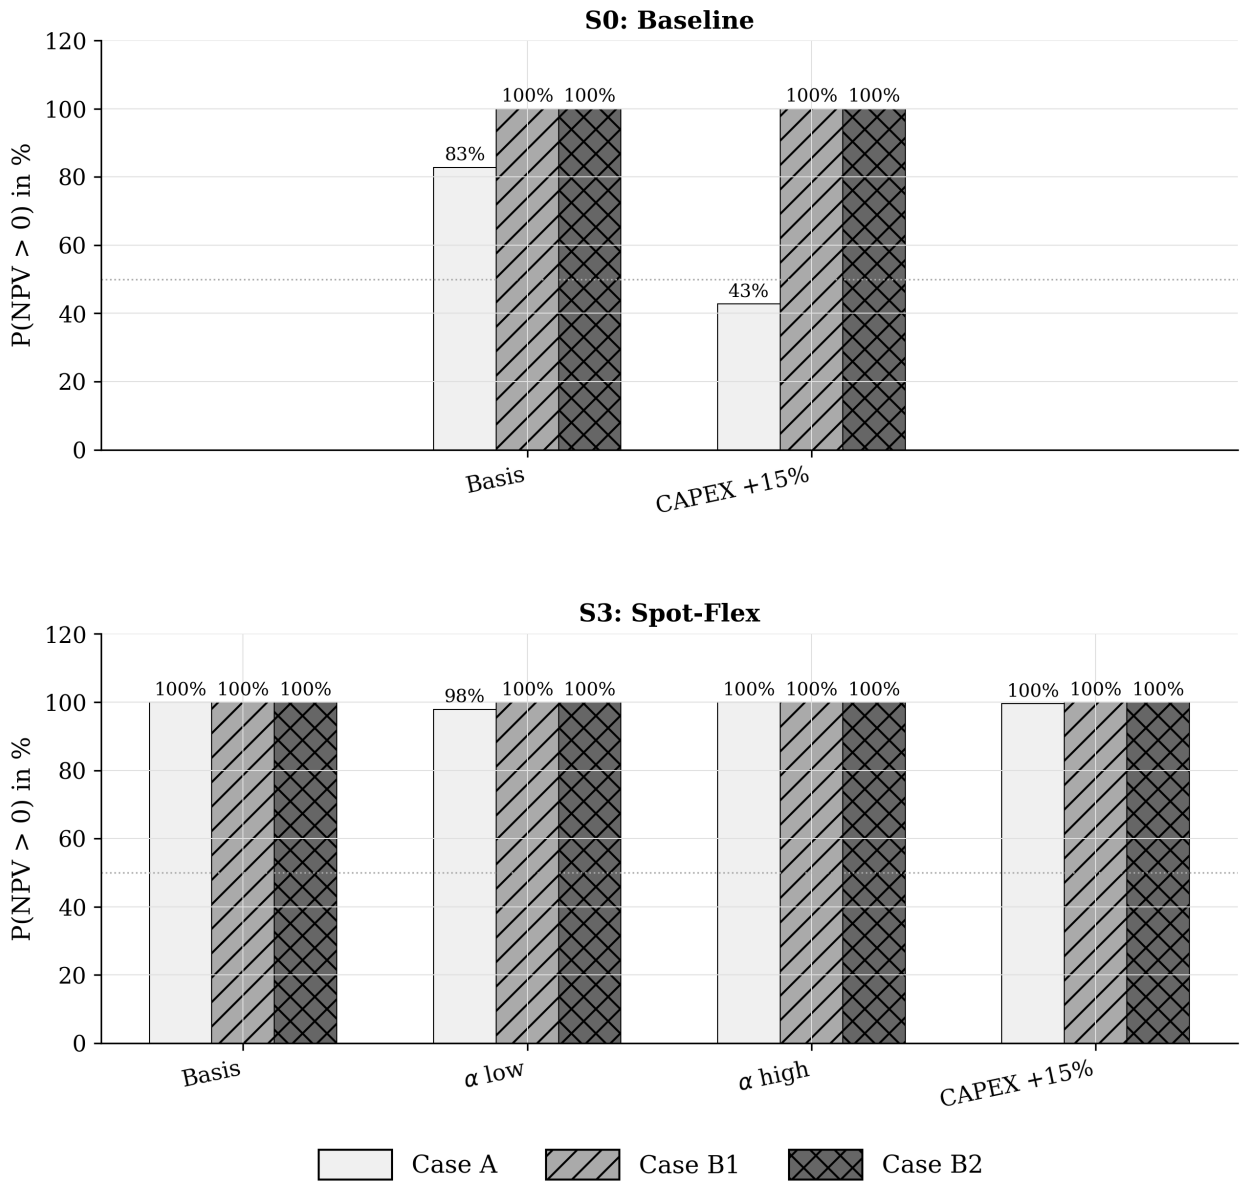 S0: Baseline
120
100
80
60
40
20
0
P(NPV > 0) in %
83% 100% 100%
43% 100% 100%
Basis
CAPEX +15%
S3: Spot-Flex
120
100
80
60
40
20
0
P(NPV > 0) in %
100% 100% 100%
98% 100% 100%
100% 100% 100%
100% 100% 100%
Basis
α low
α high
CAPEX +15%
Case A
Case B1
Case B2